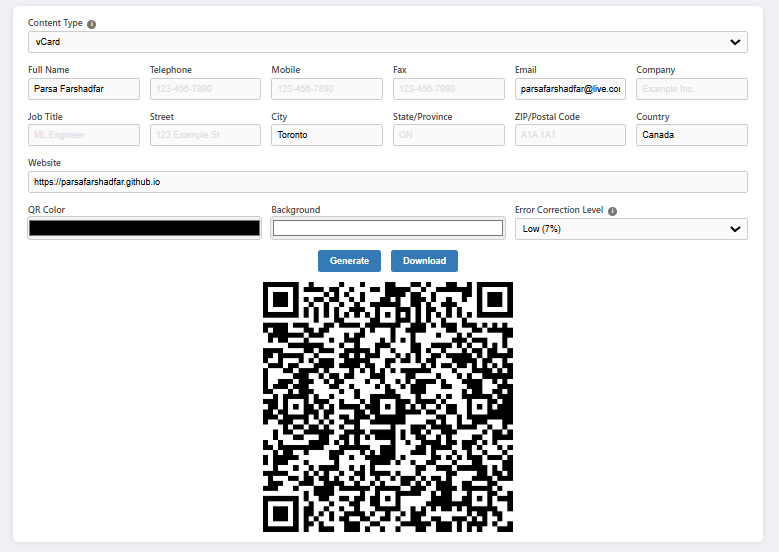 Content Type i
vCard
Full Name Telephone Mobile Fax Email Company
Parsa Farshadfar 123-456-7890 123-456-7890 123-456-7890 parsafarshadfar@live.co Example Inc.
Job Title Street City State/Province ZIP/Postal Code Country
ML Engineer 123 Example St Toronto ON A1A 1A1 Canada
Website
https://parsafarshadfar.github.io
QR Color Background Error Correction Level i
Low (7%)
Generate Download